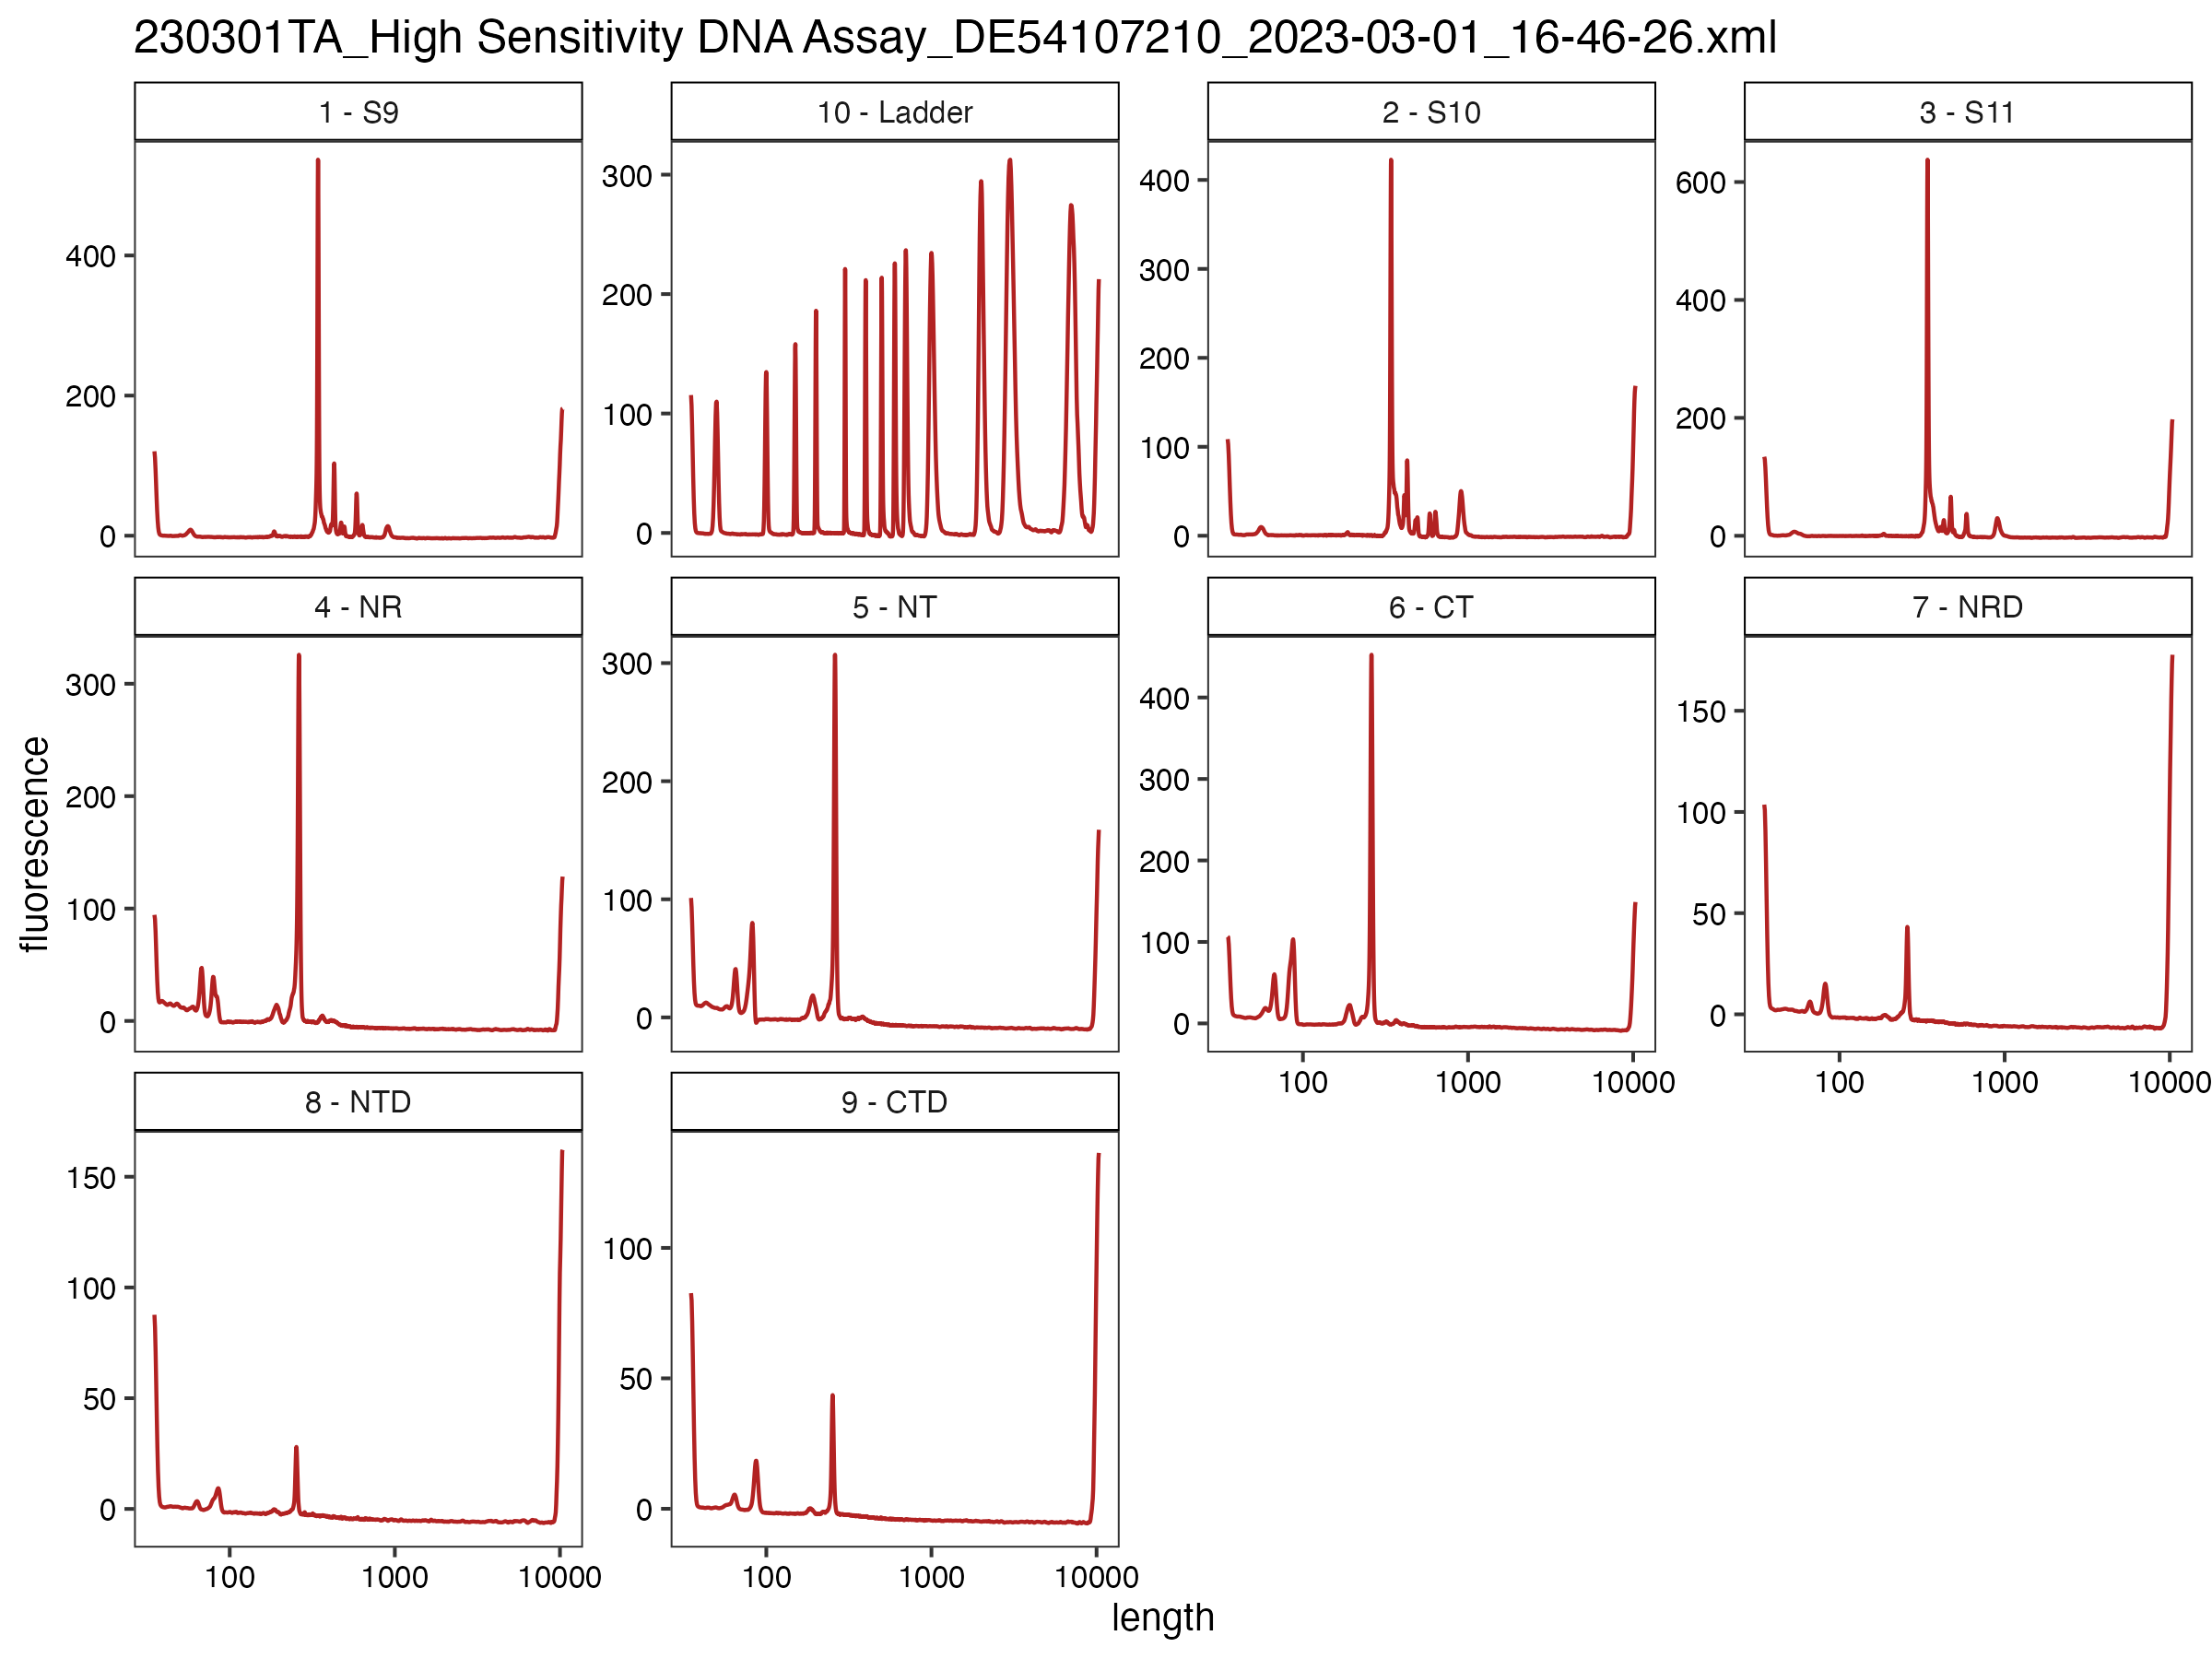 230301TA_High Sensitivity DNA Assay_DE54107210_2023-03-01_16-46-26.xml
1 - S9
10 - Ladder
2 - S10
3 - S11
400
200
0
300
200
100
0
400
300
200
100
0
600
400
200
0
4 - NR
5 - NT
6 - CT
7 - NRD
300
200
100
0
300
200
100
0
400
300
200
100
0
150
100
50
0
100 1000 10000
100 1000 10000
8 - NTD
9 - CTD
150
100
50
0
100
50
0
100 1000 10000
100 1000 10000
fluorescence
length